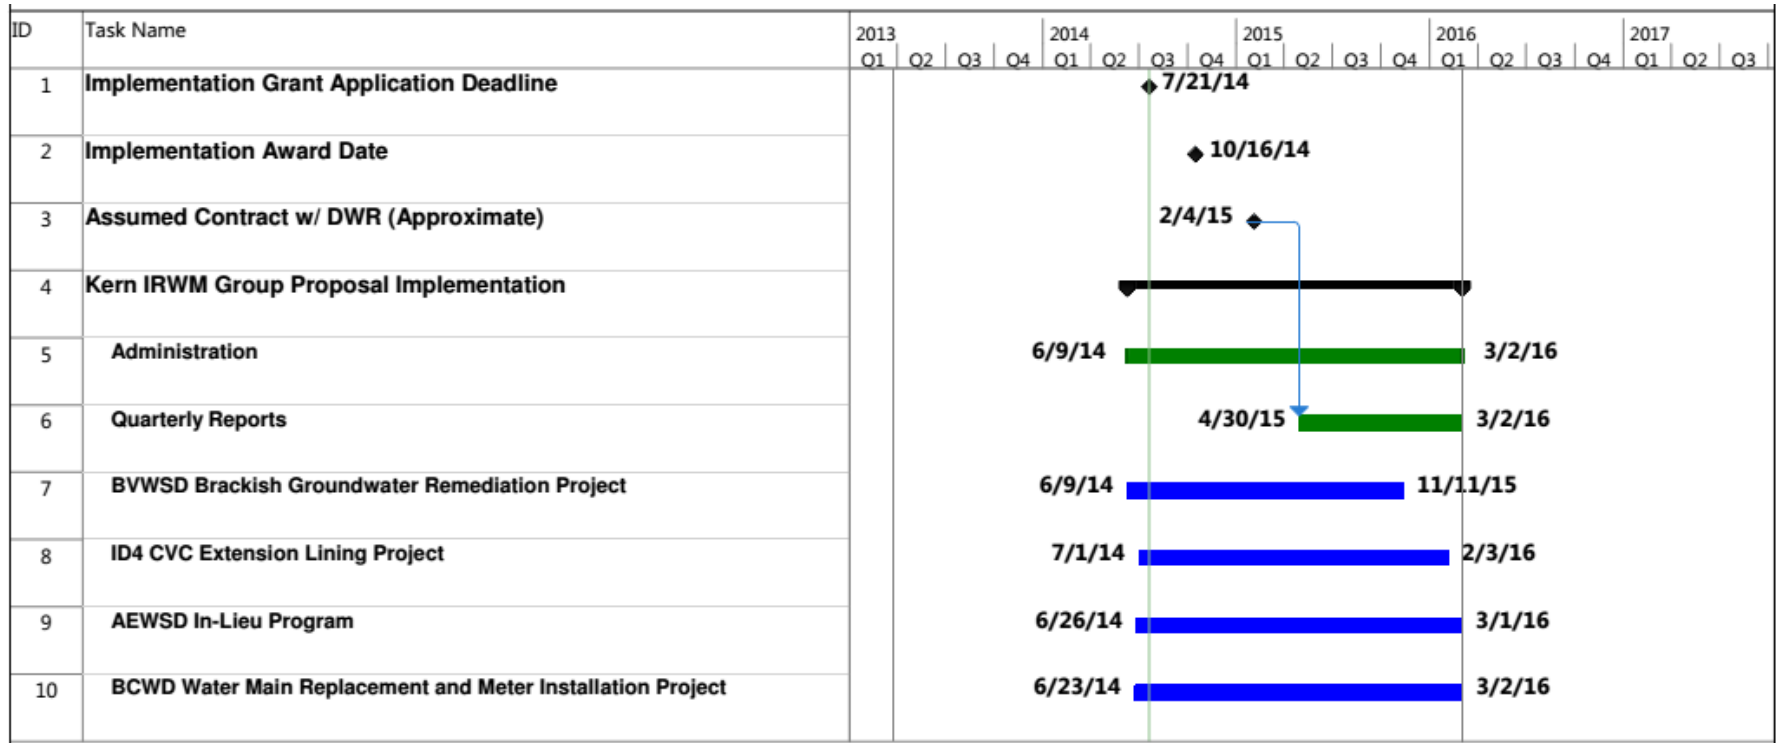 ID Task Name 2013 2014 2015 2016 2017
Q1 Q2 Q3 Q4 Q1 Q2 Q3 Q4 Q1 Q2 Q3 Q4 Q1 Q2 Q3 Q4 Q1 Q2 Q3
1 Implementation Grant Application Deadline 7/21/14
2 Implementation Award Date 10/16/14
3 Assumed Contract w/ DWR (Approximate) 2/4/15
4 Kern IRWM Group Proposal Implementation
5 Administration 6/9/14 3/2/16
6 Quarterly Reports 4/30/15 3/2/16
7 BVWSD Brackish Groundwater Remediation Project 6/9/14 11/11/15
8 ID4 CVC Extension Lining Project 7/1/14 2/3/16
9 AEWSD In-Lieu Program 6/26/14 3/1/16
10 BCWD Water Main Replacement and Meter Installation Project 6/23/14 3/2/16